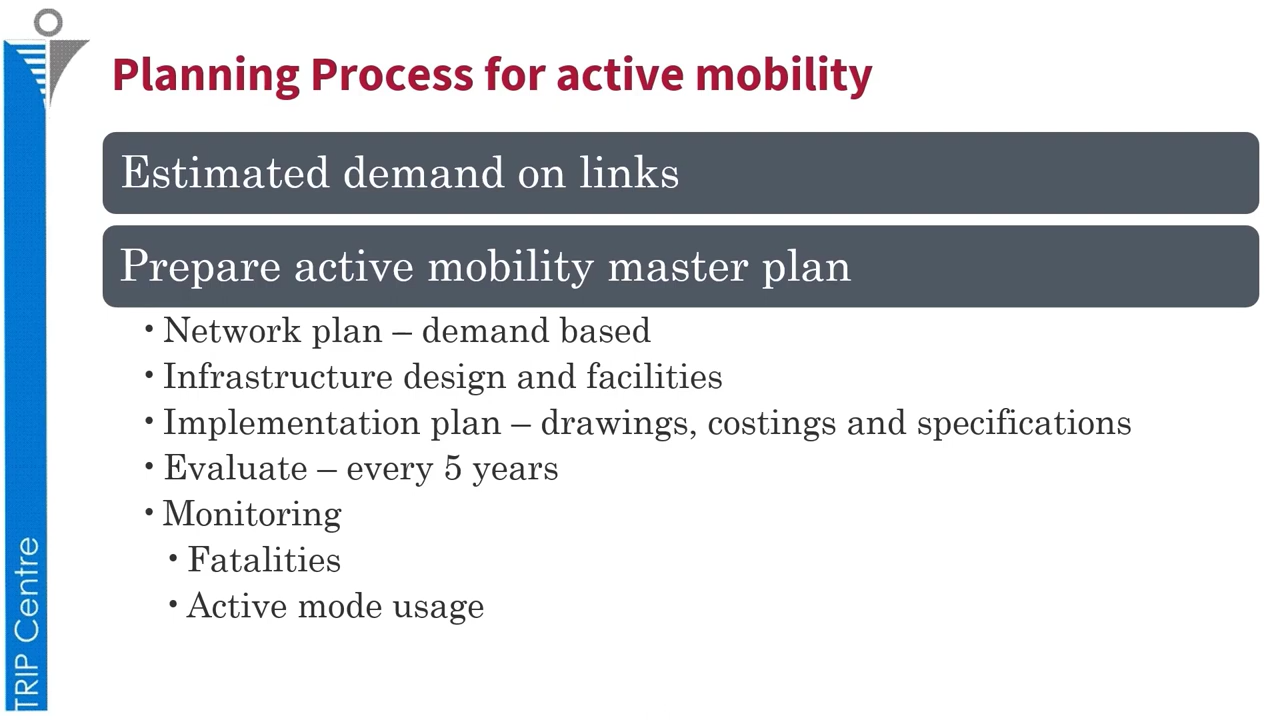 Planning Process for active mobility
Estimated demand on links
Prepare active mobility master plan
• Network plan – demand based
• Infrastructure design and facilities
• Implementation plan – drawings, costings and specifications
• Evaluate – every 5 years
• Monitoring
• Fatalities
• Active mode usage
TRIP Centre